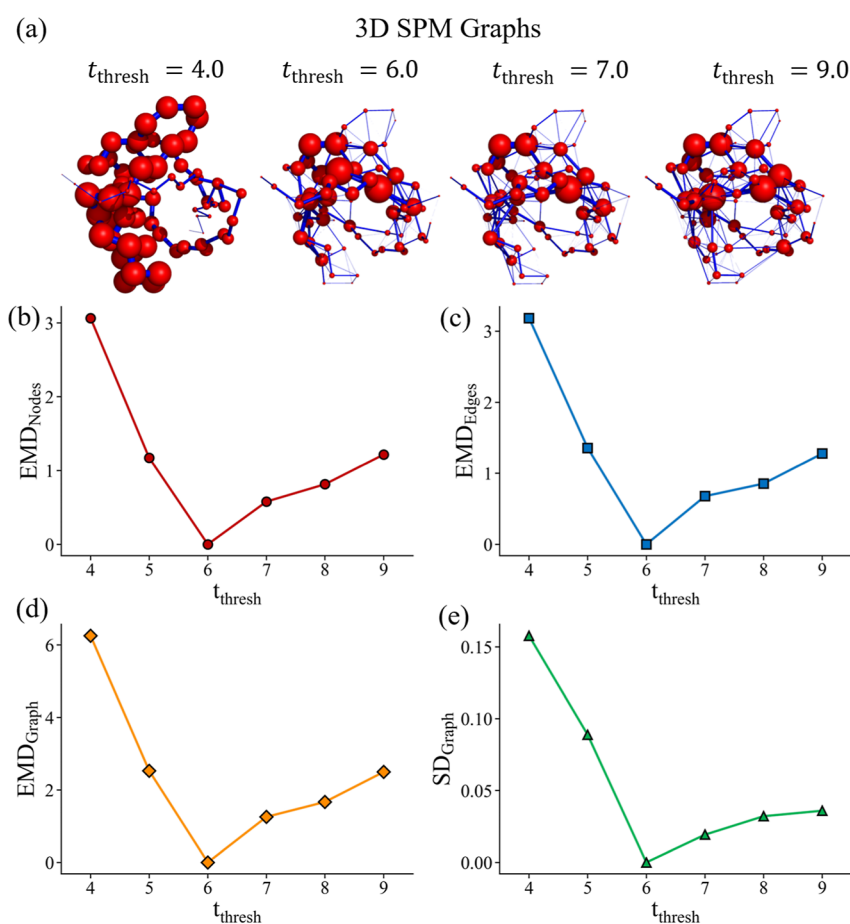 (a)
3D SPM Graphs
t_thresh = 4.0
t_thresh = 6.0
t_thresh = 7.0
t_thresh = 9.0
(b)
EMD_Nodes
3
2
1
0
4 5 6 7 8 9
t_thresh
(c)
EMD_Edges
3
2
1
0
4 5 6 7 8 9
t_thresh
(d)
EMD_Graph
6
4
2
0
4 5 6 7 8 9
t_thresh
(e)
SD_Graph
0.15
0.10
0.05
0.00
4 5 6 7 8 9
t_thresh